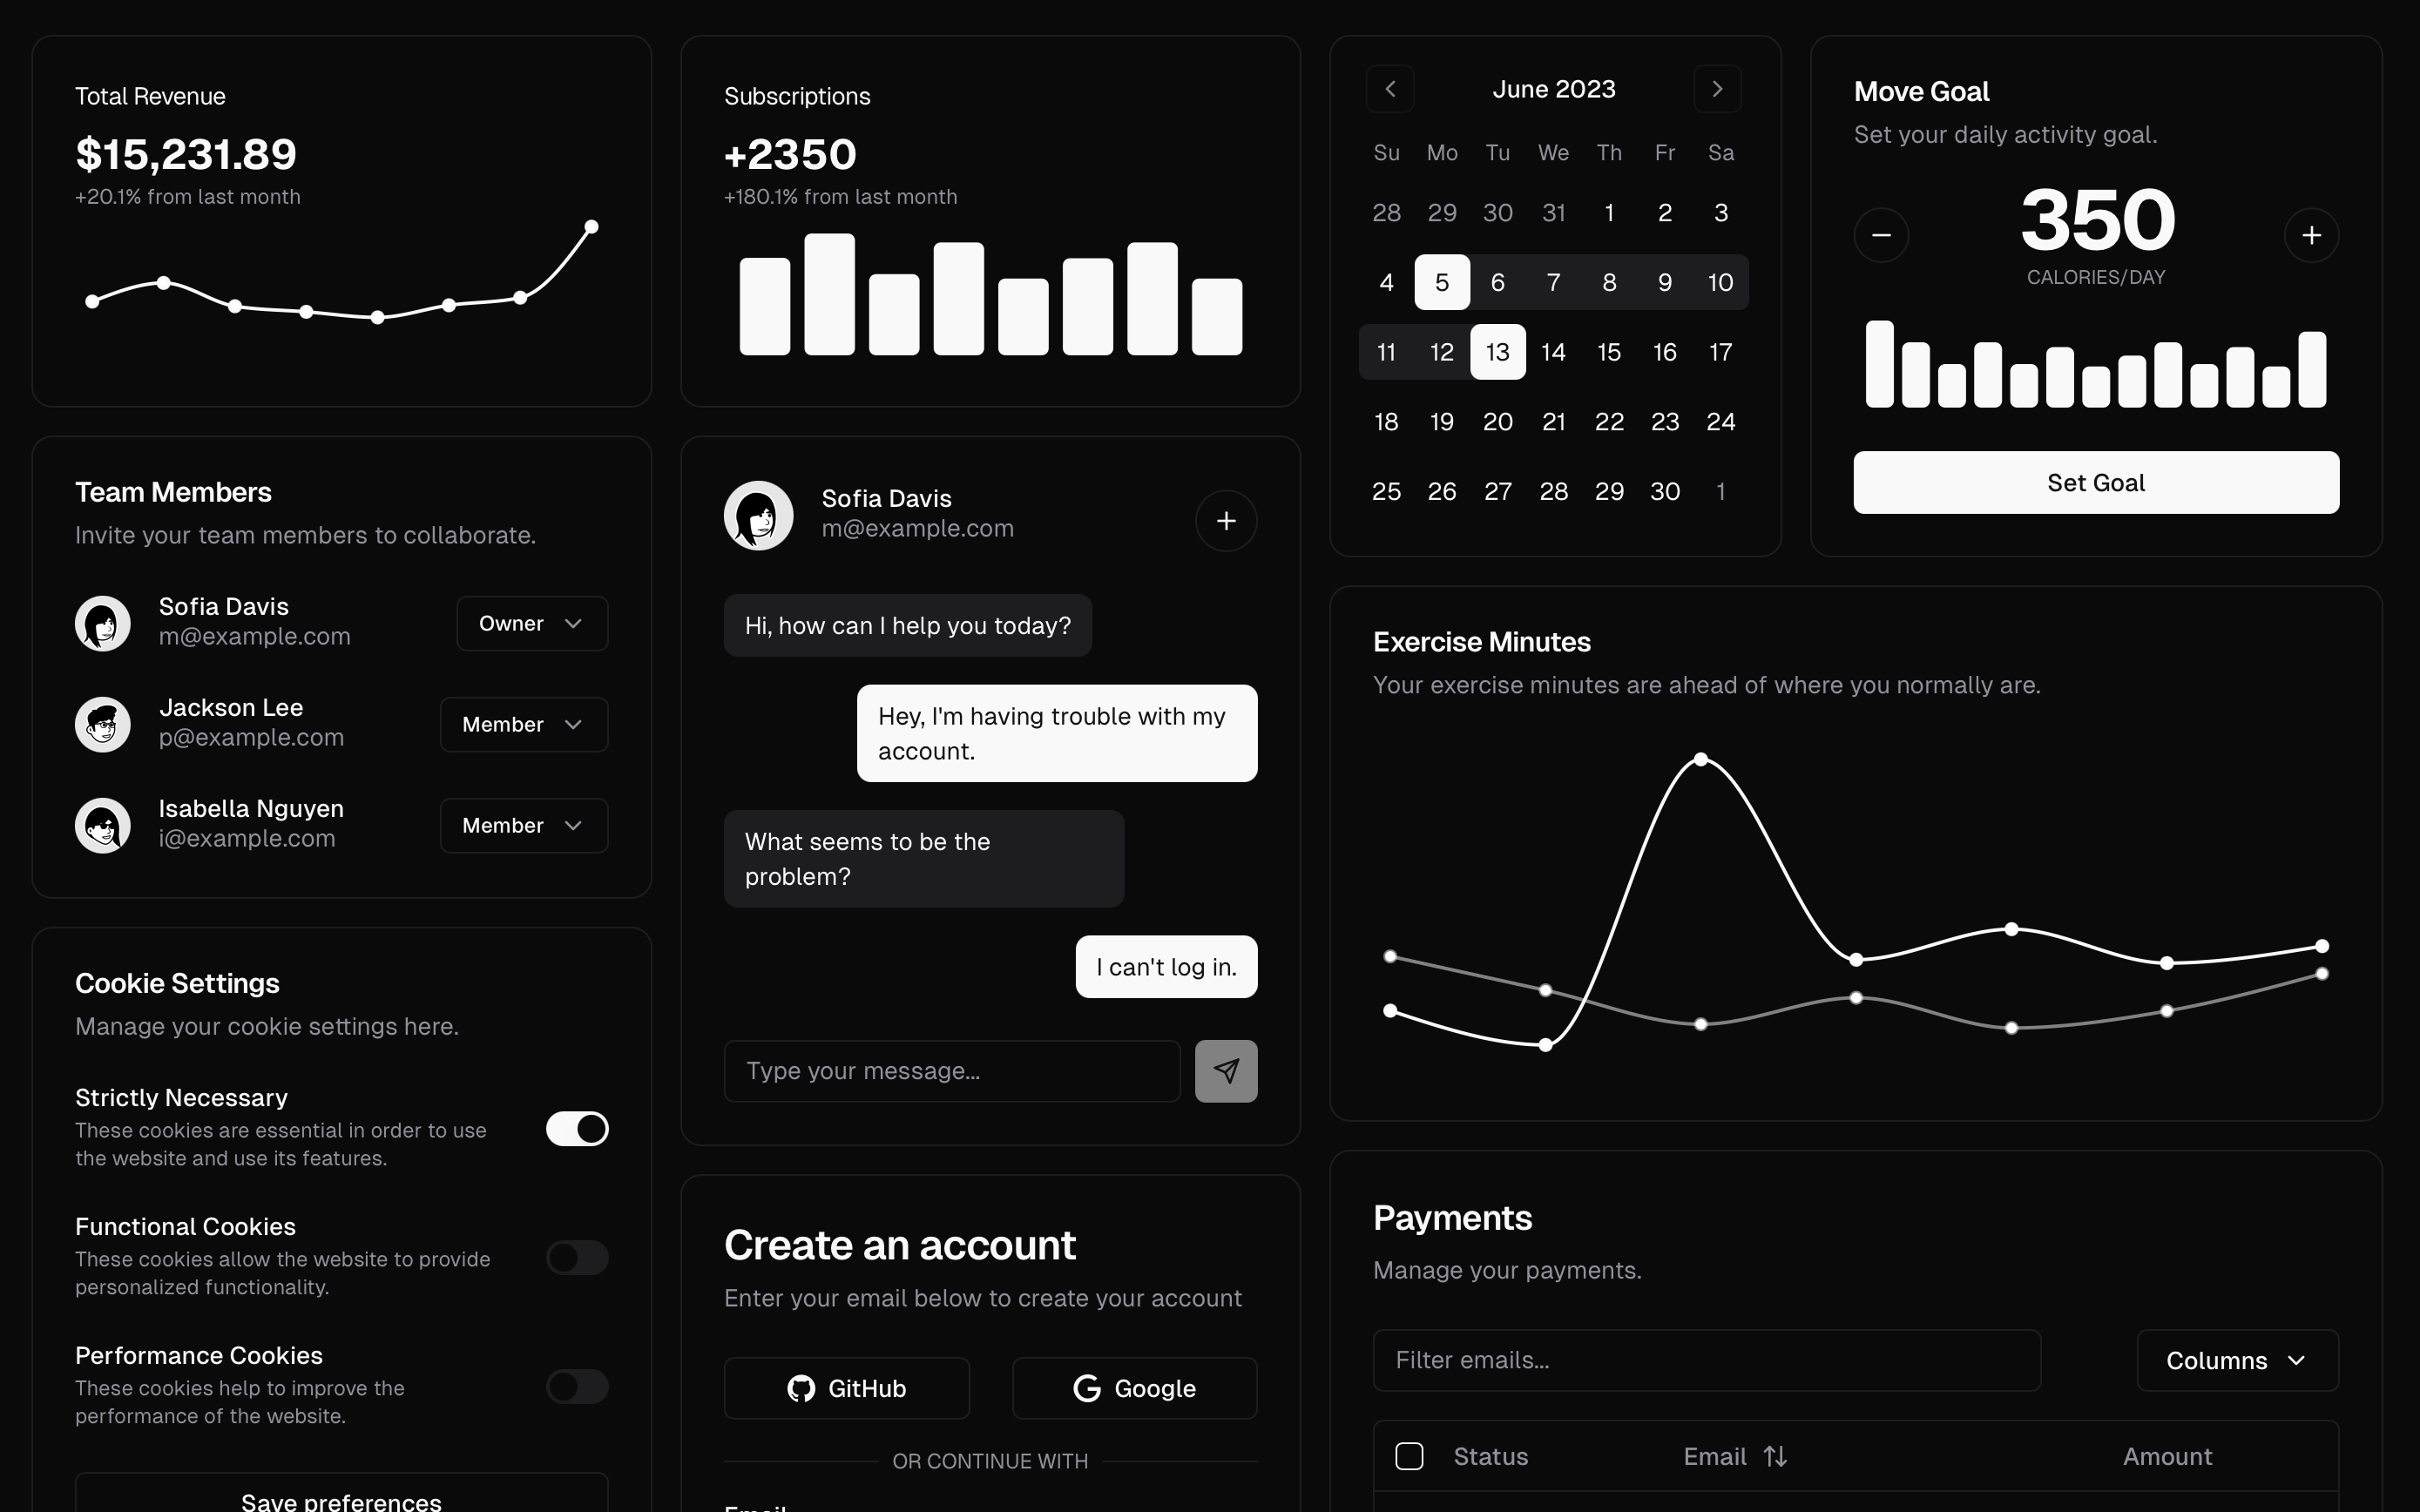 Total Revenue
$15,231.89
+20.1% from last month
Subscriptions
+2350
+180.1% from last month
June 2023
Su Mo Tu We Th Fr Sa
28 29 30 31 1 2 3
4 5 6 7 8 9 10
11 12 13 14 15 16 17
18 19 20 21 22 23 24
25 26 27 28 29 30 1
Move Goal
Set your daily activity goal.
350
CALORIES/DAY
Set Goal
Team Members
Invite your team members to collaborate.
Sofia Davis
m@example.com
Owner
Jackson Lee
p@example.com
Member
Isabella Nguyen
i@example.com
Member
Sofia Davis
m@example.com
Hi, how can I help you today?
Hey, I'm having trouble with my
account.
What seems to be the
problem?
I can't log in.
Type your message...
Exercise Minutes
Your exercise minutes are ahead of where you normally are.
Cookie Settings
Manage your cookie settings here.
Strictly Necessary
These cookies are essential in order to use
the website and use its features.
Functional Cookies
These cookies allow the website to provide
personalized functionality.
Performance Cookies
These cookies help to improve the
performance of the website.
Save preferences
Create an account
Enter your email below to create your account
GitHub
Google
OR CONTINUE WITH
Email
Payments
Manage your payments.
Filter emails...
Columns
Status Email Amount